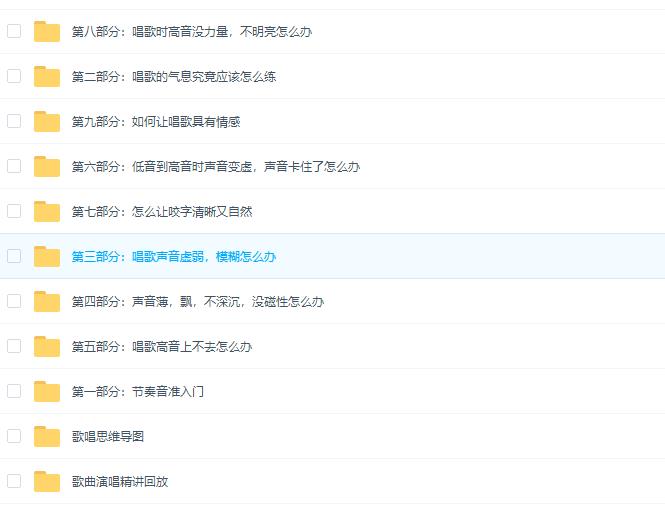 第八部分：唱歌时高音没力量，不明亮怎么办
第二部分：唱歌的气息究竟应该怎么练
第九部分：如何让唱歌具有情感
第六部分：低音到高音时声音变虚，声音卡住了怎么办
第七部分：怎么让咬字清晰又自然
第三部分：唱歌声音虚弱，模糊怎么办
第四部分：声音薄，飘，不深沉，没磁性怎么办
第五部分：唱歌高音上不去怎么办
第一部分：节奏音准入门
歌唱思维导图
歌曲演唱精讲回放